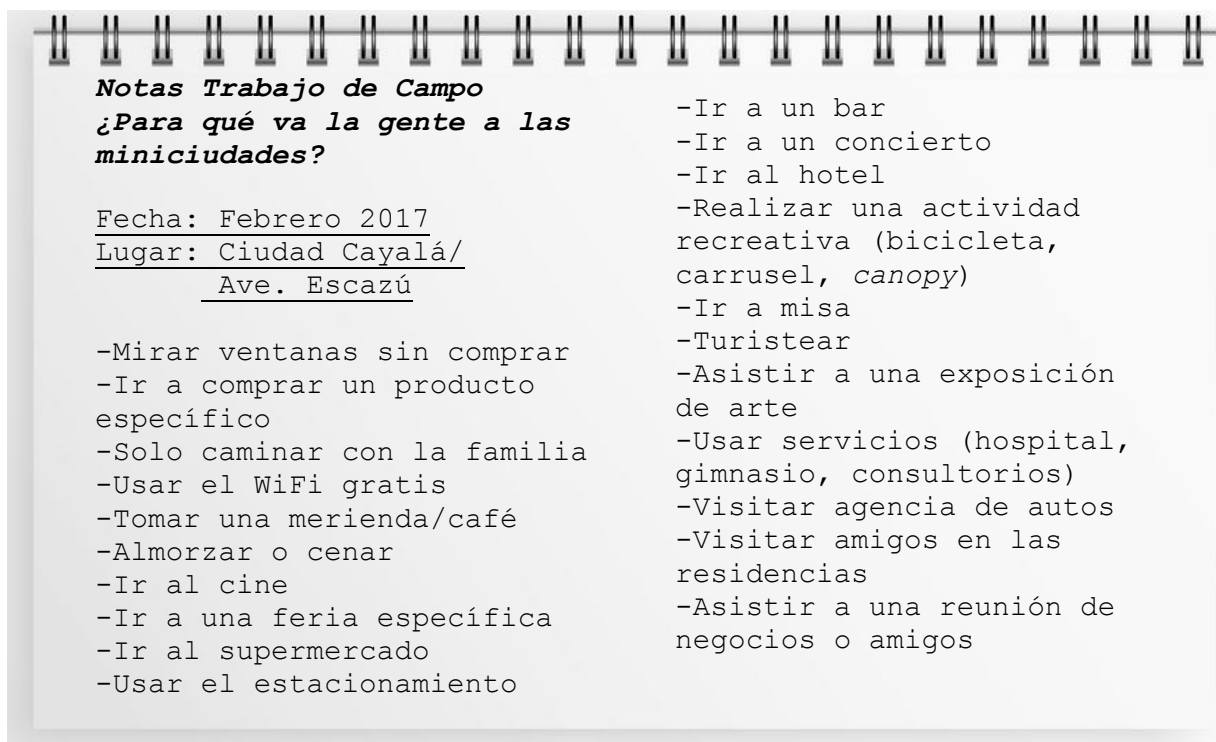 Notas Trabajo de Campo
¿Para qué va la gente a las
miniciudades?
Fecha: Febrero 2017
Lugar: Ciudad Cayalá/
Ave. Escazú
-Mirar ventanas sin comprar
-Ir a comprar un producto
específico
-Solo caminar con la familia
-Usar el WiFi gratis
-Tomar una merienda/café
-Almorzar o cenar
-Ir al cine
-Ir a una feria específica
-Ir al supermercado
-Usar el estacionamiento
-Ir a un bar
-Ir a un concierto
-Ir al hotel
-Realizar una actividad
recreativa (bicicleta,
carrusel, canopy)
-Ir a misa
-Turistear
-Asistir a una exposición
de arte
-Usar servicios (hospital,
gimnasio, consultorios)
-Visitar agencia de autos
-Visitar amigos en las
residencias
-Asistir a una reunión de
negocios o amigos